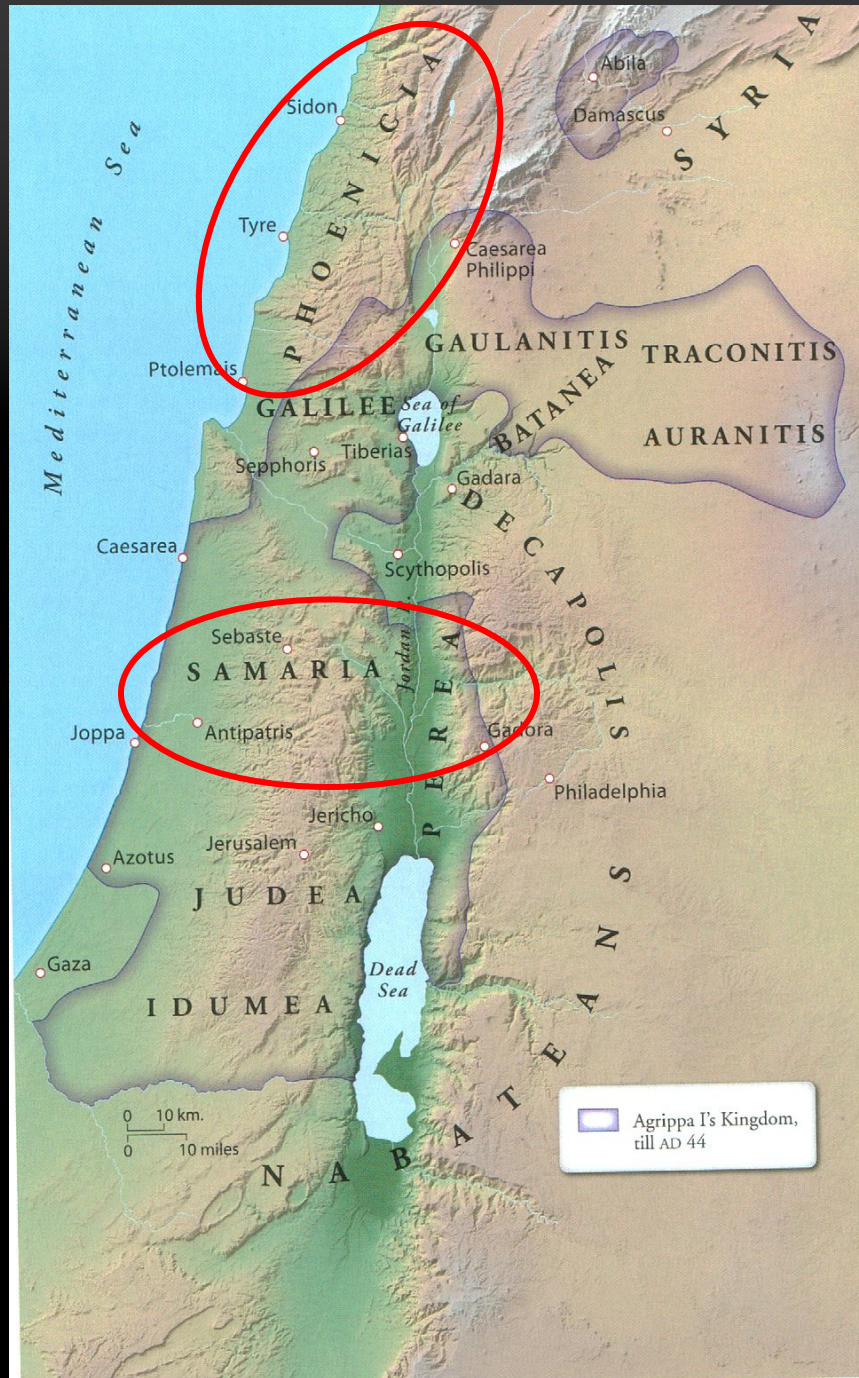 Abila
Sidon
Damascus
SYRIA
PHOENICIA
Mediterranean Sea
Tyre
Caesarea
Philippi
GAULANITIS
TRACONITIS
Ptolemais
BATANEA
GALILEE
Sea of
Galilee
Tiberias
AURANITIS
Sepphoris
Gadara
DECAPOLIS
Caesarea
Scythopolis
Jordan R.
Sebaste
SAMARIA
PEREA
Joppa
Antipatris
Gadora
Philadelphia
Jericho
Jerusalem
Azotus
JUDEA
Gaza
Dead
Sea
IDUMEA
NABATEANS
0 10 km.
0 10 miles
Agrippa I's Kingdom,
till AD 44